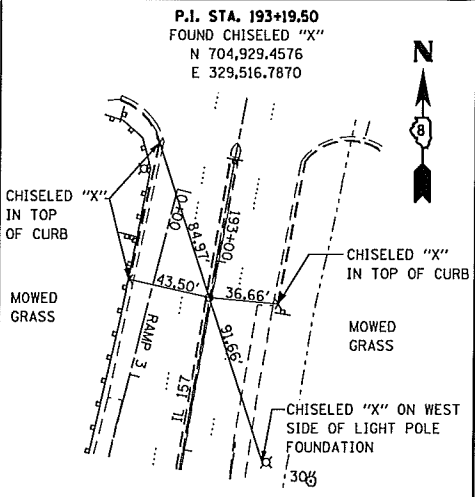 P.I. STA. 193+19.50
FOUND CHISELED "X"
N 704,929.4576
E 329,516.7870
N
8
CHISELED "X"
IN TOP
OF CURB
10+00
84.97'
193+00
CHISELED "X"
IN TOP OF CURB
43.50'
36.66'
MOWED
GRASS
MOWED
GRASS
RAMP 3
91.66'
IL 157
CHISELED "X" ON WEST
SIDE OF LIGHT POLE
FOUNDATION
30"